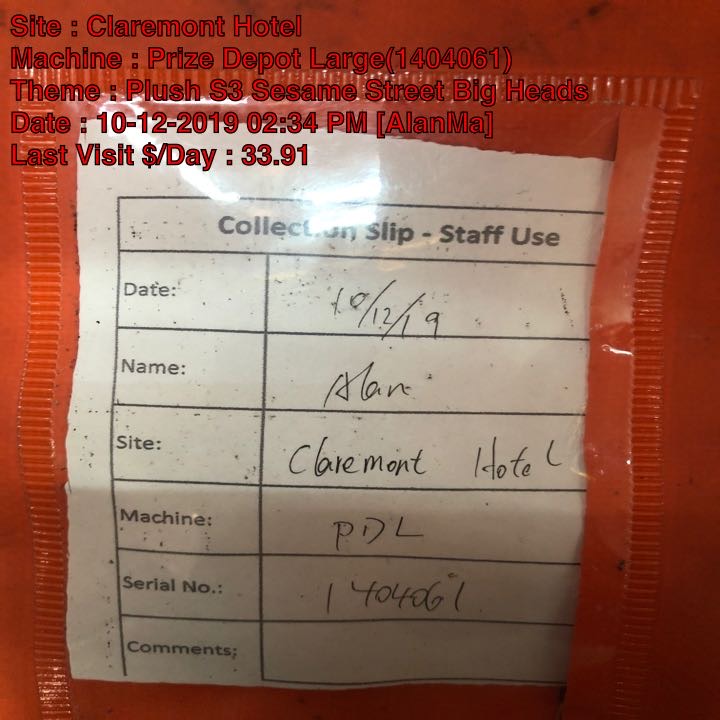 Site : Claremont Hotel
Machine : Prize Depot Large(1404061)
Theme : Plush S3 Sesame Street Big Heads
Date : 10-12-2019 02:34 PM [AlanMa]
Last Visit $/Day : 33.91
Collection Slip - Staff Use
Date: 10/12/19
Name: Alan
Site: Claremont Hotel
Machine: PDL
Serial No.: 1404061
Comments: